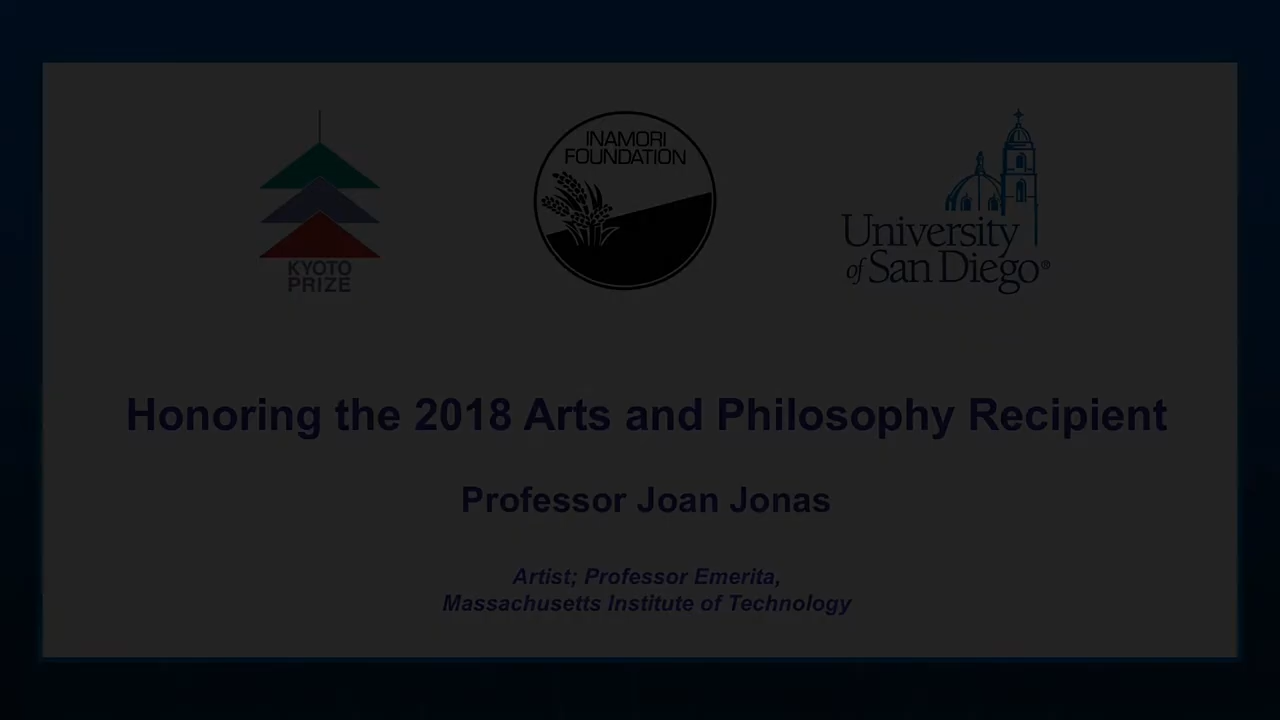 KYOTO
PRIZE
INAMORI
FOUNDATION
University
of San Diego®
Honoring the 2018 Arts and Philosophy Recipient
Professor Joan Jonas
Artist; Professor Emerita,
Massachusetts Institute of Technology